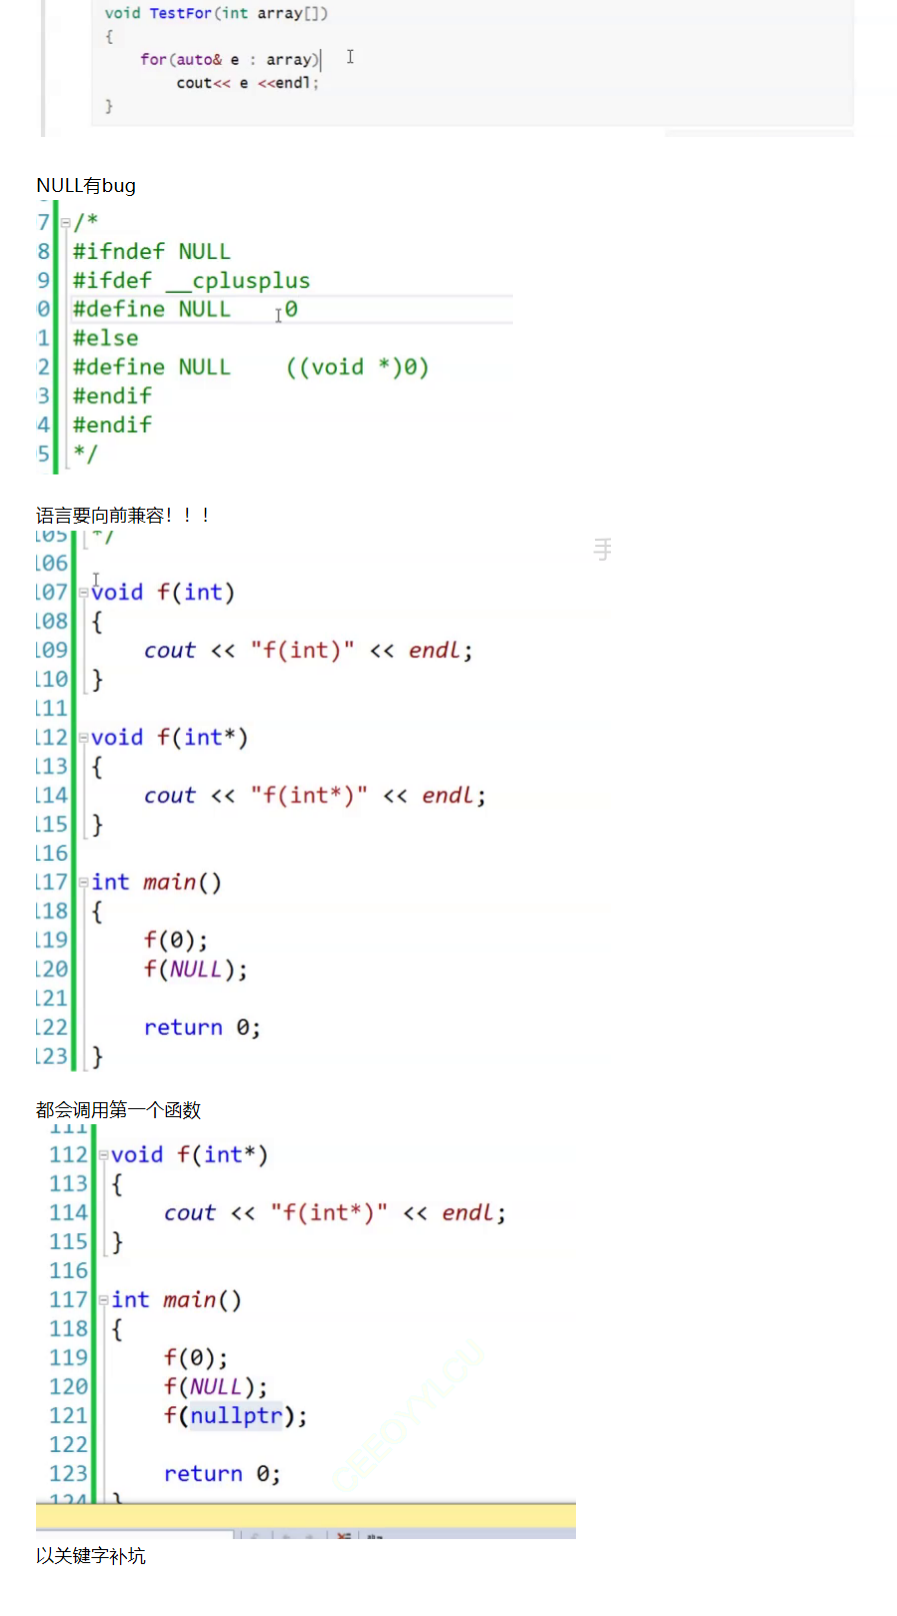 void TestFor(int array[])
{
for(auto& e : array)
cout<< e <<endl;
}
NULL有bug
7 /*
8 #ifndef NULL
9 #ifdef __cplusplus
0 #define NULL    0
1 #else
2 #define NULL    ((void *)0)
3 #endif
4 #endif
5 */
语言要向前兼容！！！
105 */
106
107 void f(int)
108 {
109     cout << "f(int)" << endl;
110 }
111
112 void f(int*)
113 {
114     cout << "f(int*)" << endl;
115 }
116
117 int main()
118 {
119     f(0);
120     f(NULL);
121
122     return 0;
123 }
都会调用第一个函数
111
112 void f(int*)
113 {
114     cout << "f(int*)" << endl;
115 }
116
117 int main()
118 {
119     f(0);
120     f(NULL);
121     f(nullptr);
122
123     return 0;
124 }
以关键字补坑